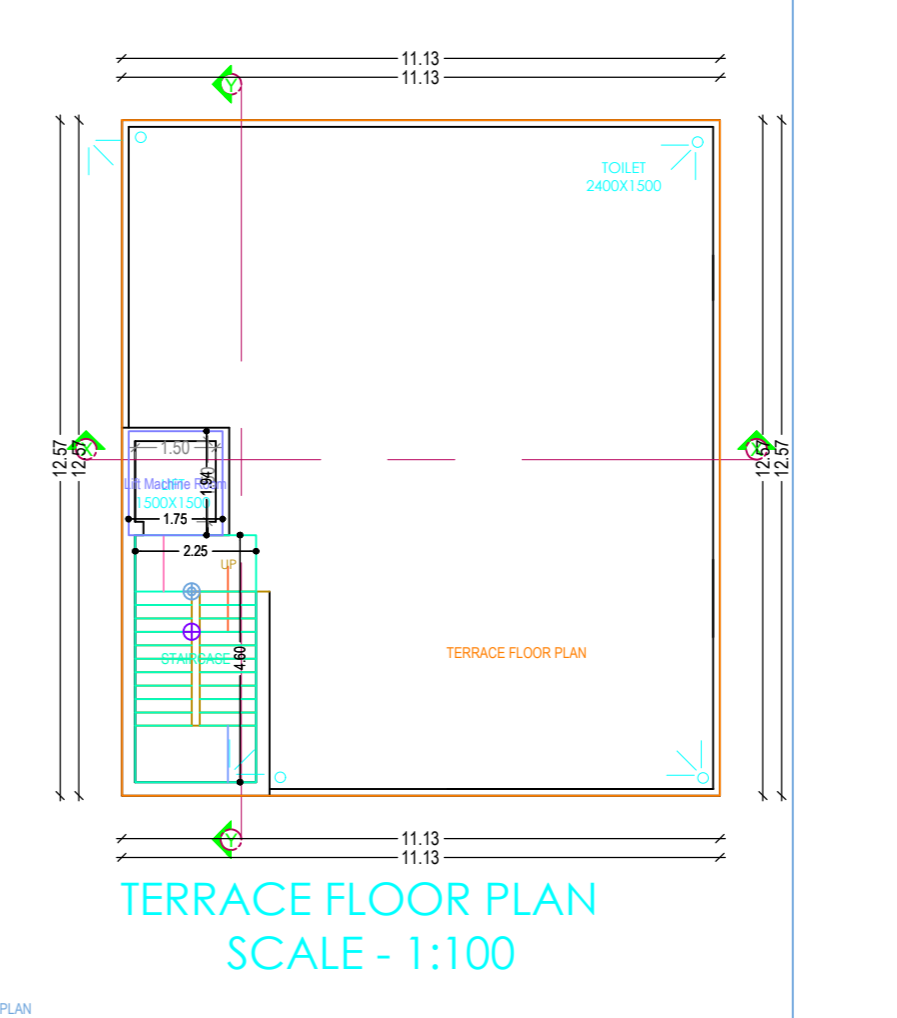 11.13
11.13
Y
TOILET
2400X1500
12.57
12.57
X
X
12.57
12.57
1.50
1.94
Lift Machine Room
LIFT
1500X1500
1.75
2.25
UP
4.60
STAIRCASE
TERRACE FLOOR PLAN
Y
11.13
11.13
TERRACE FLOOR PLAN
SCALE - 1:100
PLAN